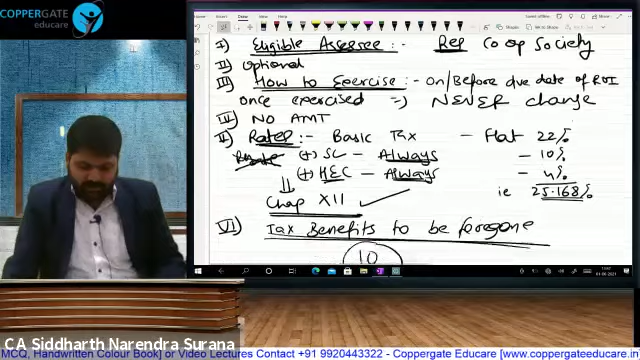 COPPERGATE
educare
I) Eligible Assessee :- Res Co op Society
II) Optional
III) How to Exercise :- On/Before due date of ROI
once exercised => NEVER change
IV) NO AMT
V) Rates :- Basic Tax - Flat 22%
(+) SC - Always - 10%
(+) HEC - Always - 4%
Chap XII ie 25.168%
VI) Tax Benefits to be foregone
10
CA Siddharth Narendra Surana
MCQ, Handwritten Colour Book] or Video Lectures Contact +91 9920443322 - Coppergate Educare [www.coppergate-educare.in